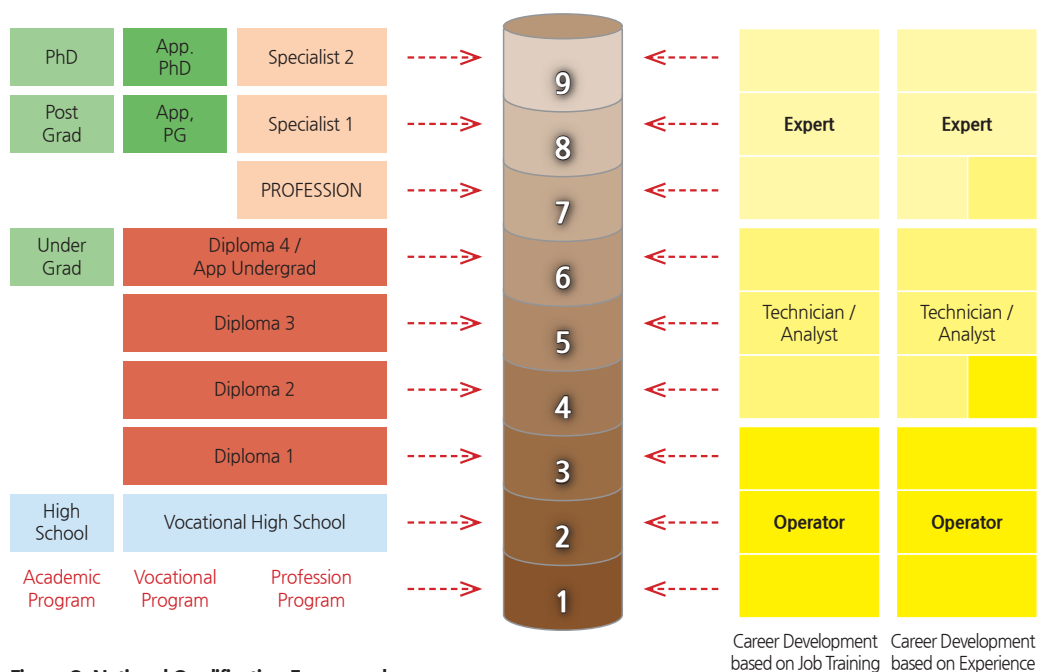 PhD
App.
PhD
Specialist 2
9
Post
Grad
App,
PG
Specialist 1
8
Expert
Expert
PROFESSION
7
Under
Grad
Diploma 4 /
App Undergrad
6
Diploma 3
5
Technician /
Analyst
Technician /
Analyst
Diploma 2
4
Diploma 1
3
High
School
Vocational High School
2
Operator
Operator
Academic
Program
Vocational
Program
Profession
Program
1
Career Development
based on Job Training
Career Development
based on Experience